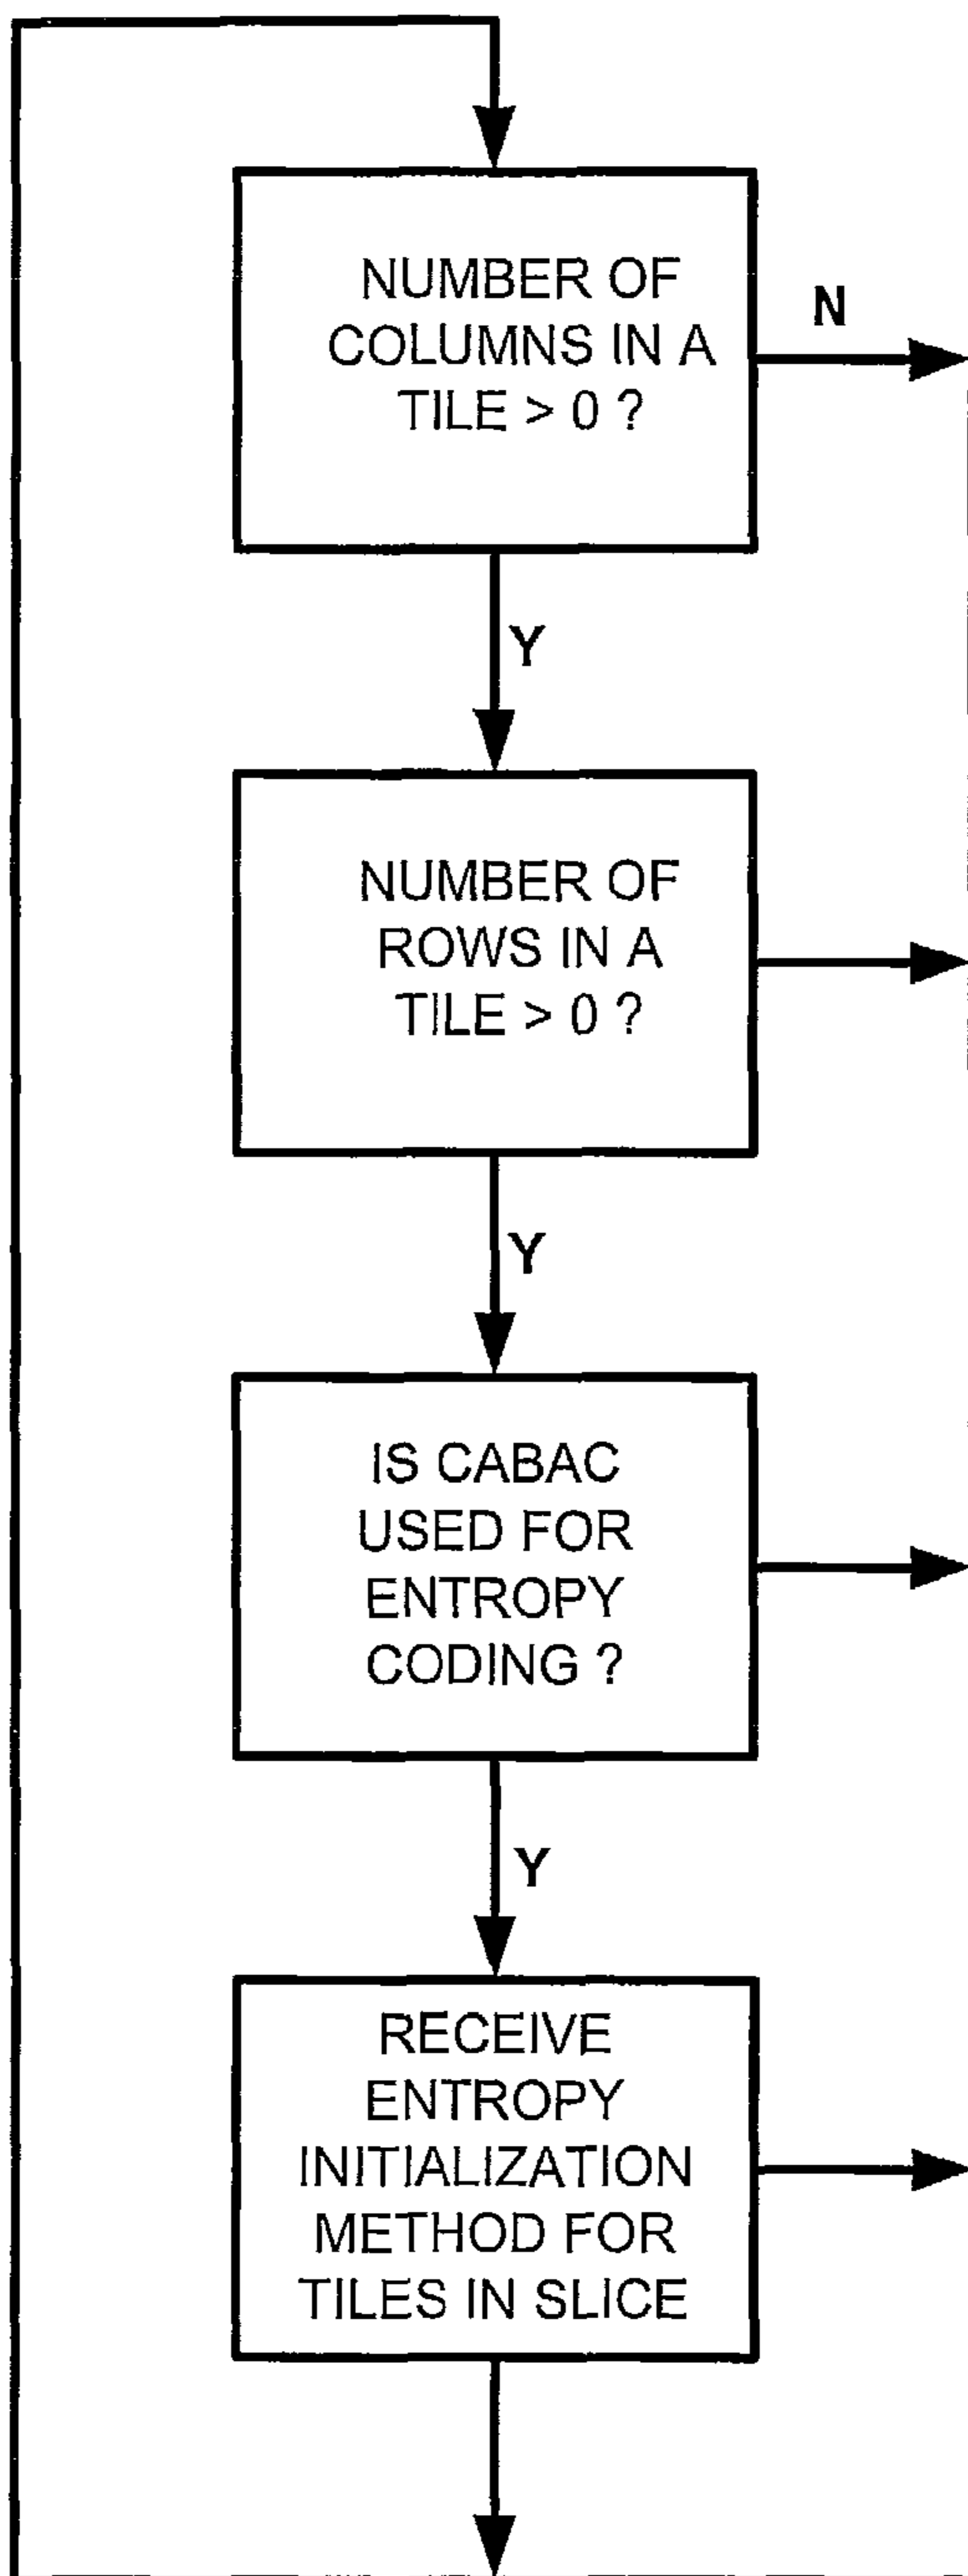 NUMBER OF
COLUMNS IN A
TILE > 0 ?
N
Y
NUMBER OF
ROWS IN A
TILE > 0 ?
Y
IS CABAC
USED FOR
ENTROPY
CODING ?
Y
RECEIVE
ENTROPY
INITIALIZATION
METHOD FOR
TILES IN SLICE